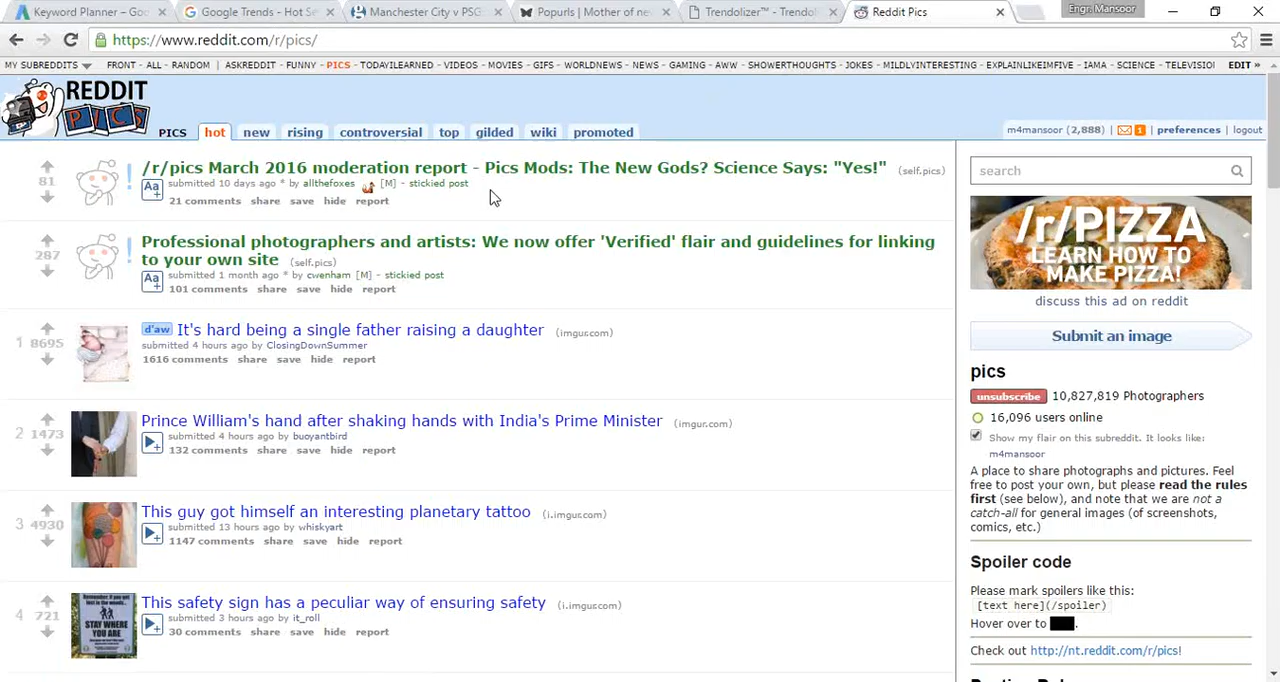 Keyword Planner – Goo
Google Trends - Hot Se
Manchester City v PSG
Popurls | Mother of ne
Trendolizer™ - Trendol
Reddit Pics
Engr. Mansoor
https://www.reddit.com/r/pics/
MY SUBREDDITS FRONT - ALL - RANDOM | ASKREDDIT - FUNNY - PICS - TODAYILEARNED - VIDEOS - MOVIES - GIFS - WORLDNEWS - NEWS - GAMING - AWW - SHOWERTHOUGHTS - JOKES - MILDLYINTERESTING - EXPLAINLIKEIMFIVE - IAMA - SCIENCE - TELEVISIO EDIT »
REDDIT
PICS
PICS hot new rising controversial top gilded wiki promoted
m4mansoor (2,888) | 1 | preferences | logout
/r/pics March 2016 moderation report - Pics Mods: The New Gods? Science Says: "Yes!" (self.pics)
81
Aa+
submitted 10 days ago * by allthefoxes [M] - stickied post
21 comments share save hide report
Professional photographers and artists: We now offer 'Verified' flair and guidelines for linking
to your own site (self.pics)
287
Aa+
submitted 1 month ago * by cwenham [M] - stickied post
101 comments share save hide report
1 8695
d'aw It's hard being a single father raising a daughter (imgur.com)
submitted 4 hours ago by ClosingDownSummer
1616 comments share save hide report
2 1473
Prince William's hand after shaking hands with India's Prime Minister (imgur.com)
submitted 4 hours ago by buoyantbird
132 comments share save hide report
3 4930
This guy got himself an interesting planetary tattoo (i.imgur.com)
submitted 13 hours ago by whiskyart
1147 comments share save hide report
4 721
STAY WHERE
YOU ARE
This safety sign has a peculiar way of ensuring safety (i.imgur.com)
submitted 3 hours ago by it_roll
30 comments share save hide report
search
/r/PIZZA
LEARN HOW TO
MAKE PIZZA!
discuss this ad on reddit
Submit an image
pics
unsubscribe 10,827,819 Photographers
16,096 users online
Show my flair on this subreddit. It looks like:
m4mansoor
A place to share photographs and pictures. Feel
free to post your own, but please read the rules
first (see below), and note that we are not a
catch-all for general images (of screenshots,
comics, etc.)
Spoiler code
Please mark spoilers like this:
[text here](/spoiler)
Hover over to .
Check out http://nt.reddit.com/r/pics!